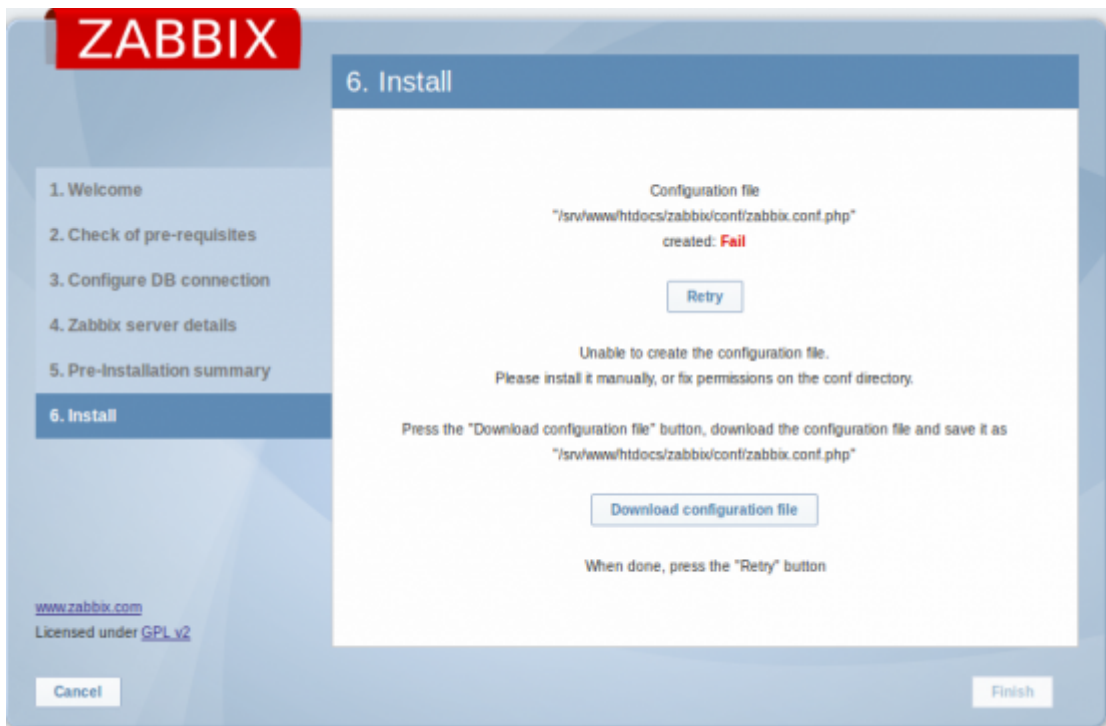 ZABBIX
6. Install
1. Welcome
2. Check of pre-requisites
3. Configure DB connection
4. Zabbix server details
5. Pre-Installation summary
6. Install
Configuration file
"/srv/www/htdocs/zabbix/conf/zabbix.conf.php"
created: Fail
Retry
Unable to create the configuration file.
Please install it manually, or fix permissions on the conf directory.
Press the "Download configuration file" button, download the configuration file and save it as
"/srv/www/htdocs/zabbix/conf/zabbix.conf.php"
Download configuration file
When done, press the "Retry" button
www.zabbix.com
Licensed under GPL v2
Cancel
Finish